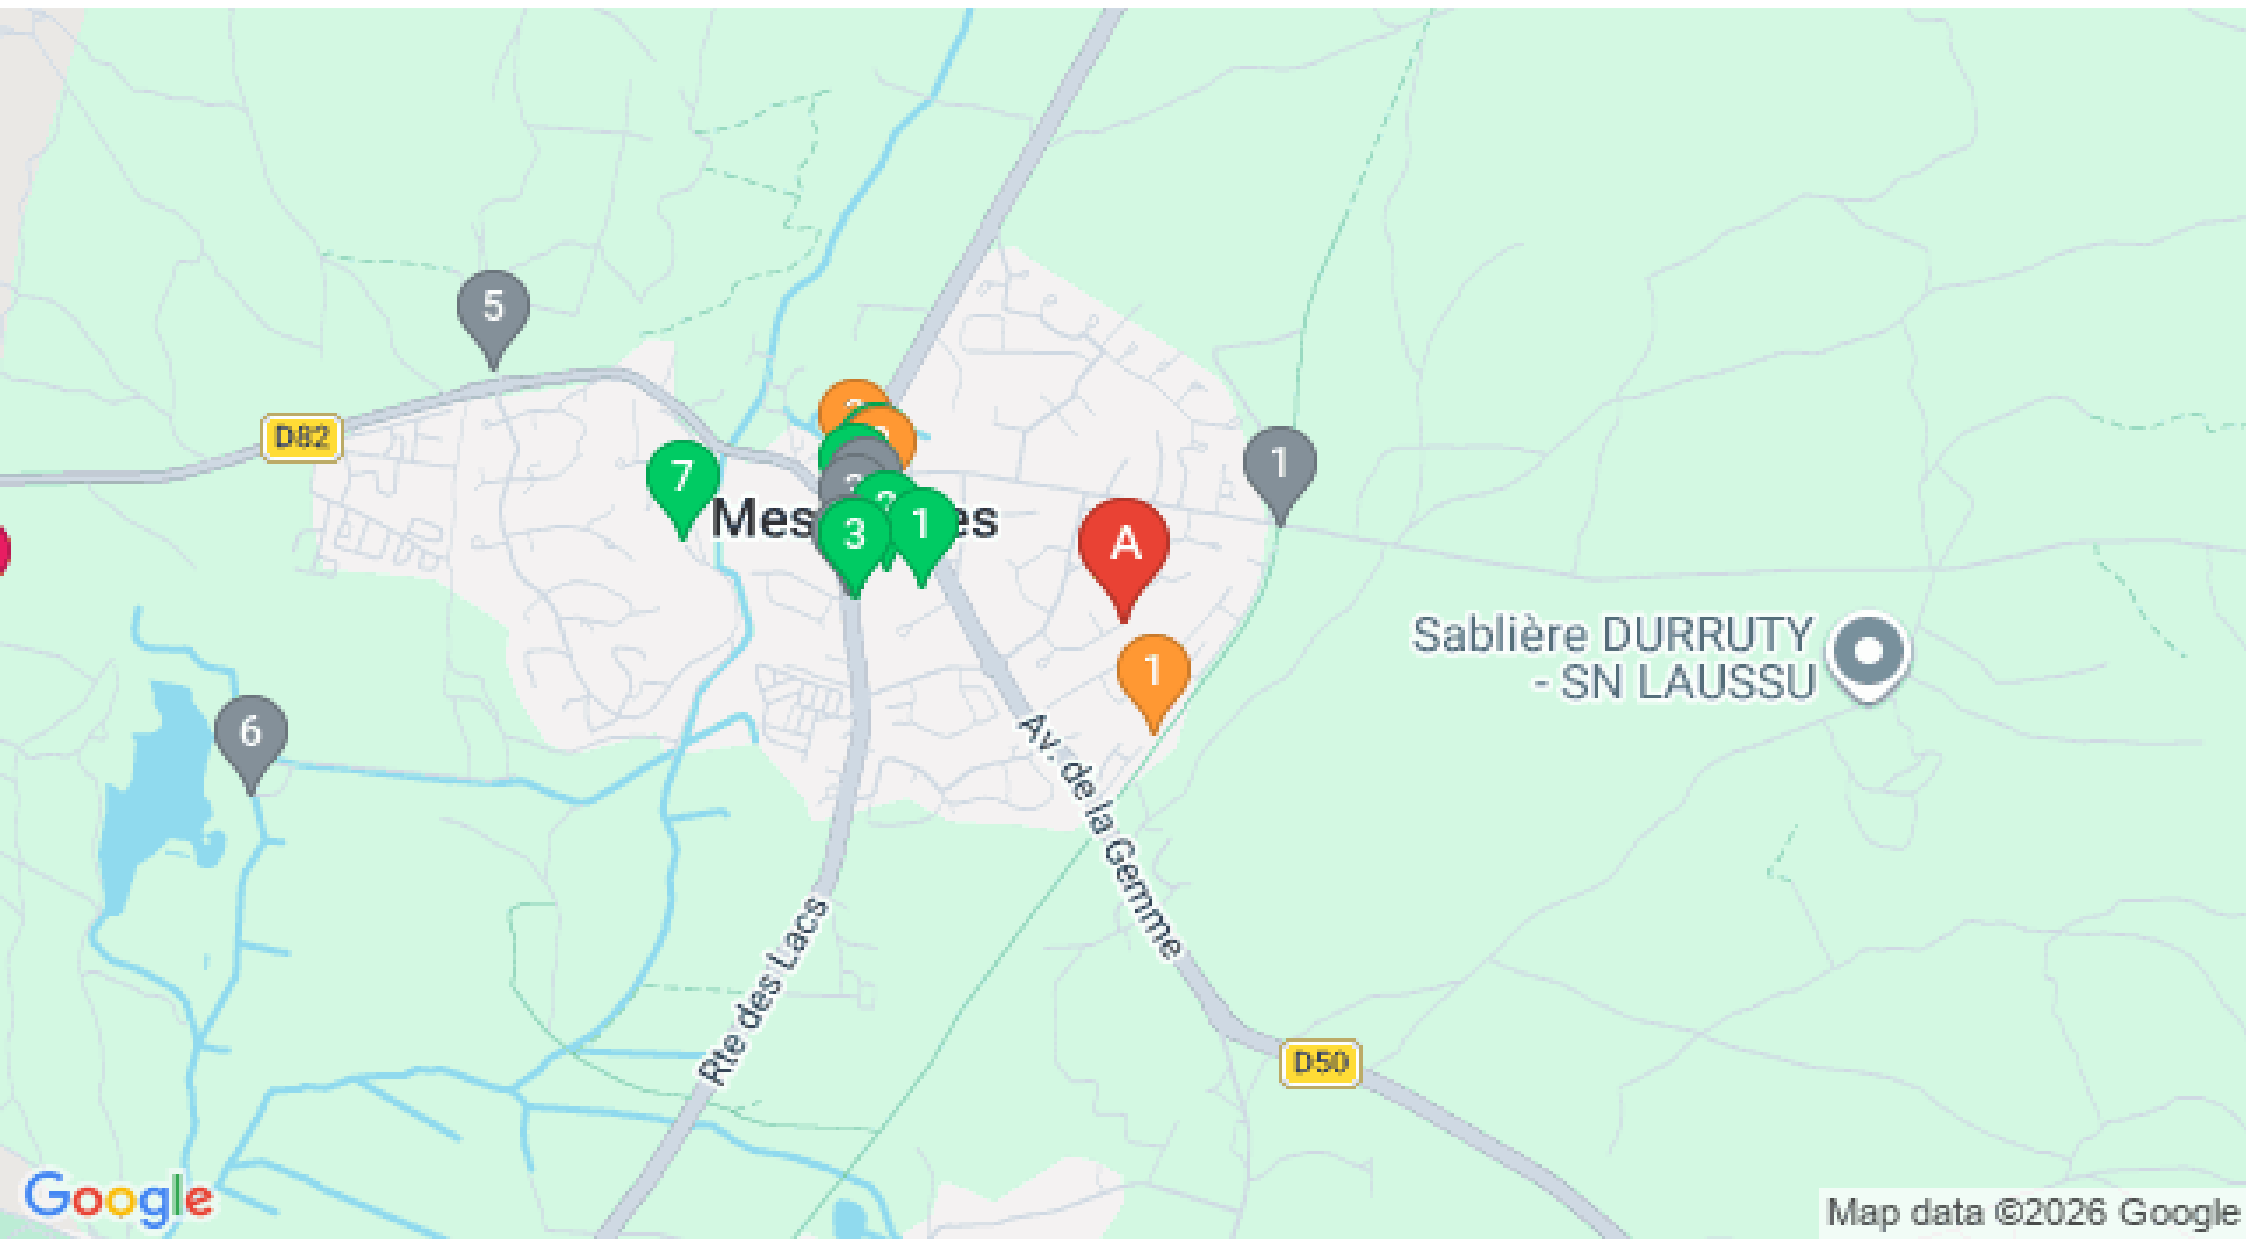 5
D82
1
7
2
3
1
Mes
es
A
Sablière DURRUTY
- SN LAUSSU
1
6
Av. de la Gemme
Rte des Lacs
D50
Google
Map data ©2026 Google